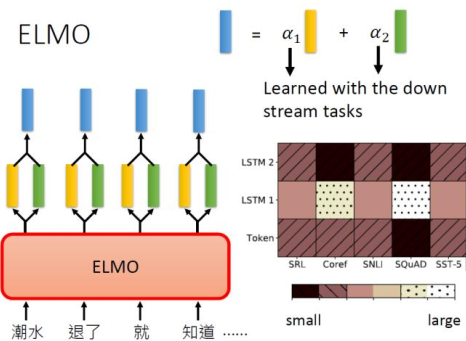 ELMO
= α1 + α2
Learned with the down
stream tasks
ELMO
潮水 退了 就 知道 ......
LSTM 2
LSTM 1
Token
SRL Coref SNLI SQuAD SST-5
small large